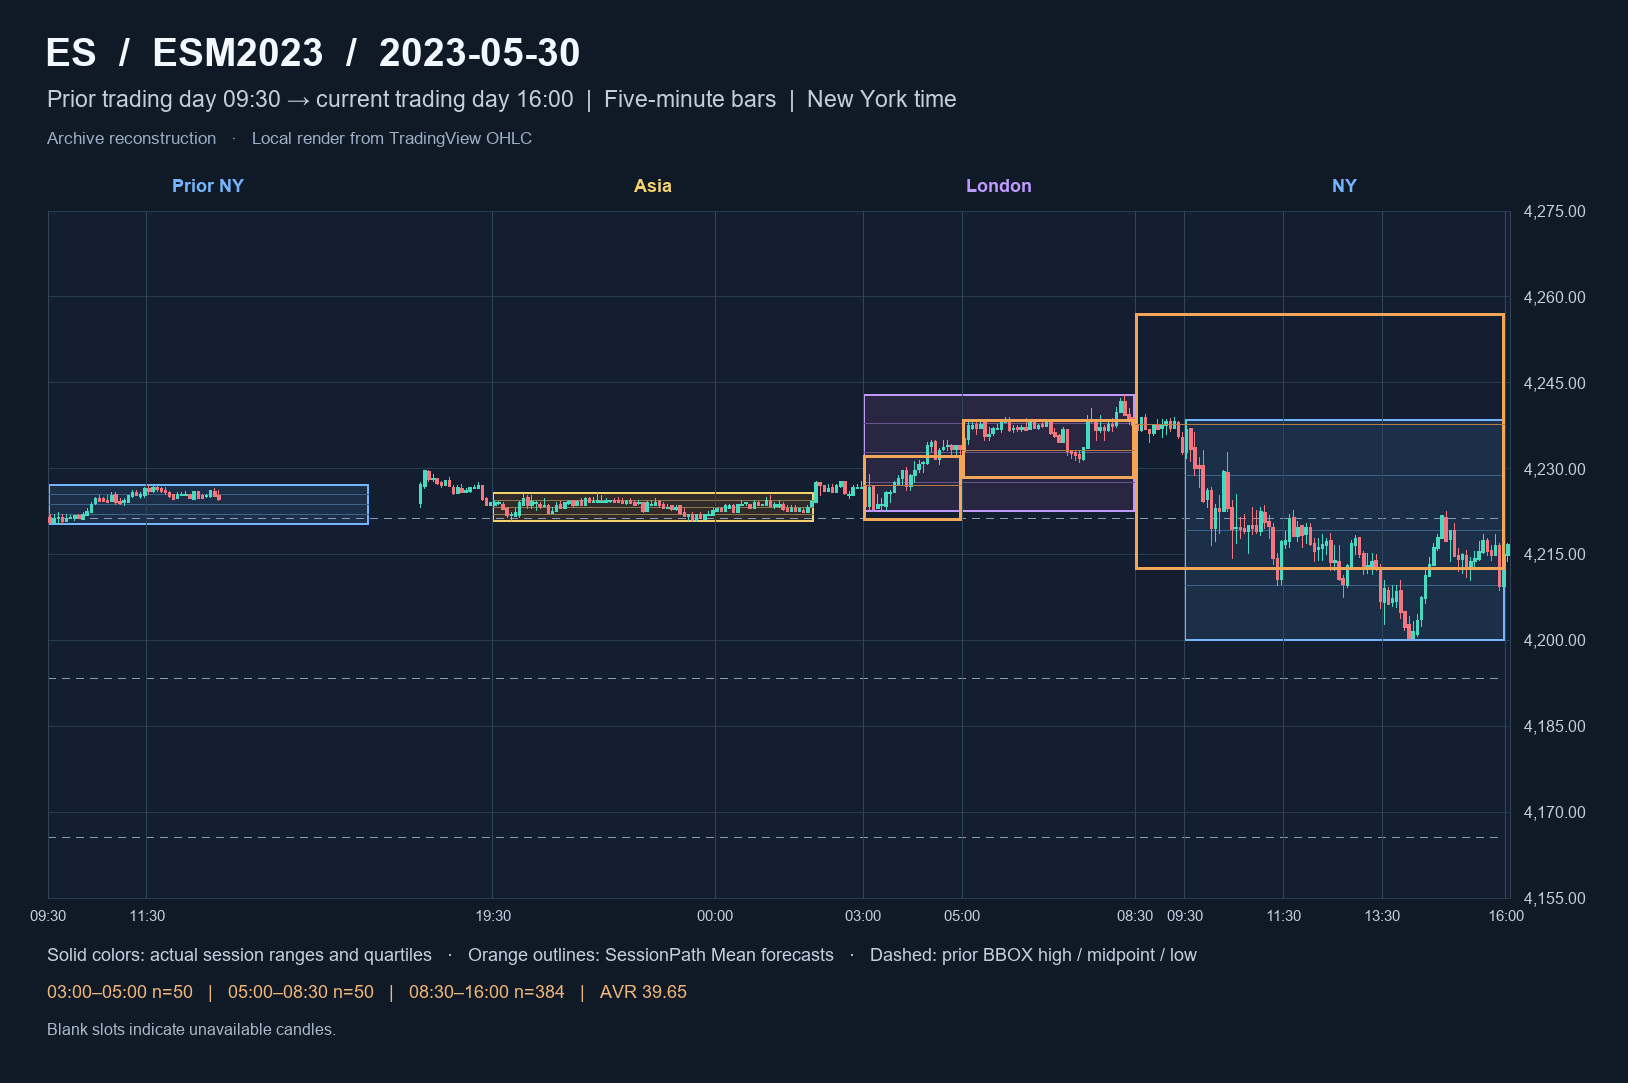 ES / ESM2023 / 2023-05-30
Prior trading day 09:30 → current trading day 16:00 | Five-minute bars | New York time
Archive reconstruction · Local render from TradingView OHLC
Prior NY Asia London NY
4,275.00
4,260.00
4,245.00
4,230.00
4,215.00
4,200.00
4,185.00
4,170.00
4,155.00
09:30 11:30 19:30 00:00 03:00 05:00 08:30 09:30 11:30 13:30 16:00
Solid colors: actual session ranges and quartiles · Orange outlines: SessionPath Mean forecasts · Dashed: prior BBOX high / midpoint / low
03:00–05:00 n=50 | 05:00–08:30 n=50 | 08:30–16:00 n=384 | AVR 39.65
Blank slots indicate unavailable candles.